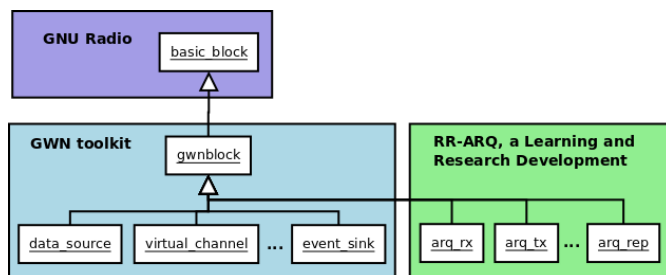 GNU Radio
basic_block
GWN toolkit
gwnblock
RR-ARQ, a Learning and
Research Development
data_source
virtual_channel
...
event_sink
arq_rx
arq_tx
...
arq_rep